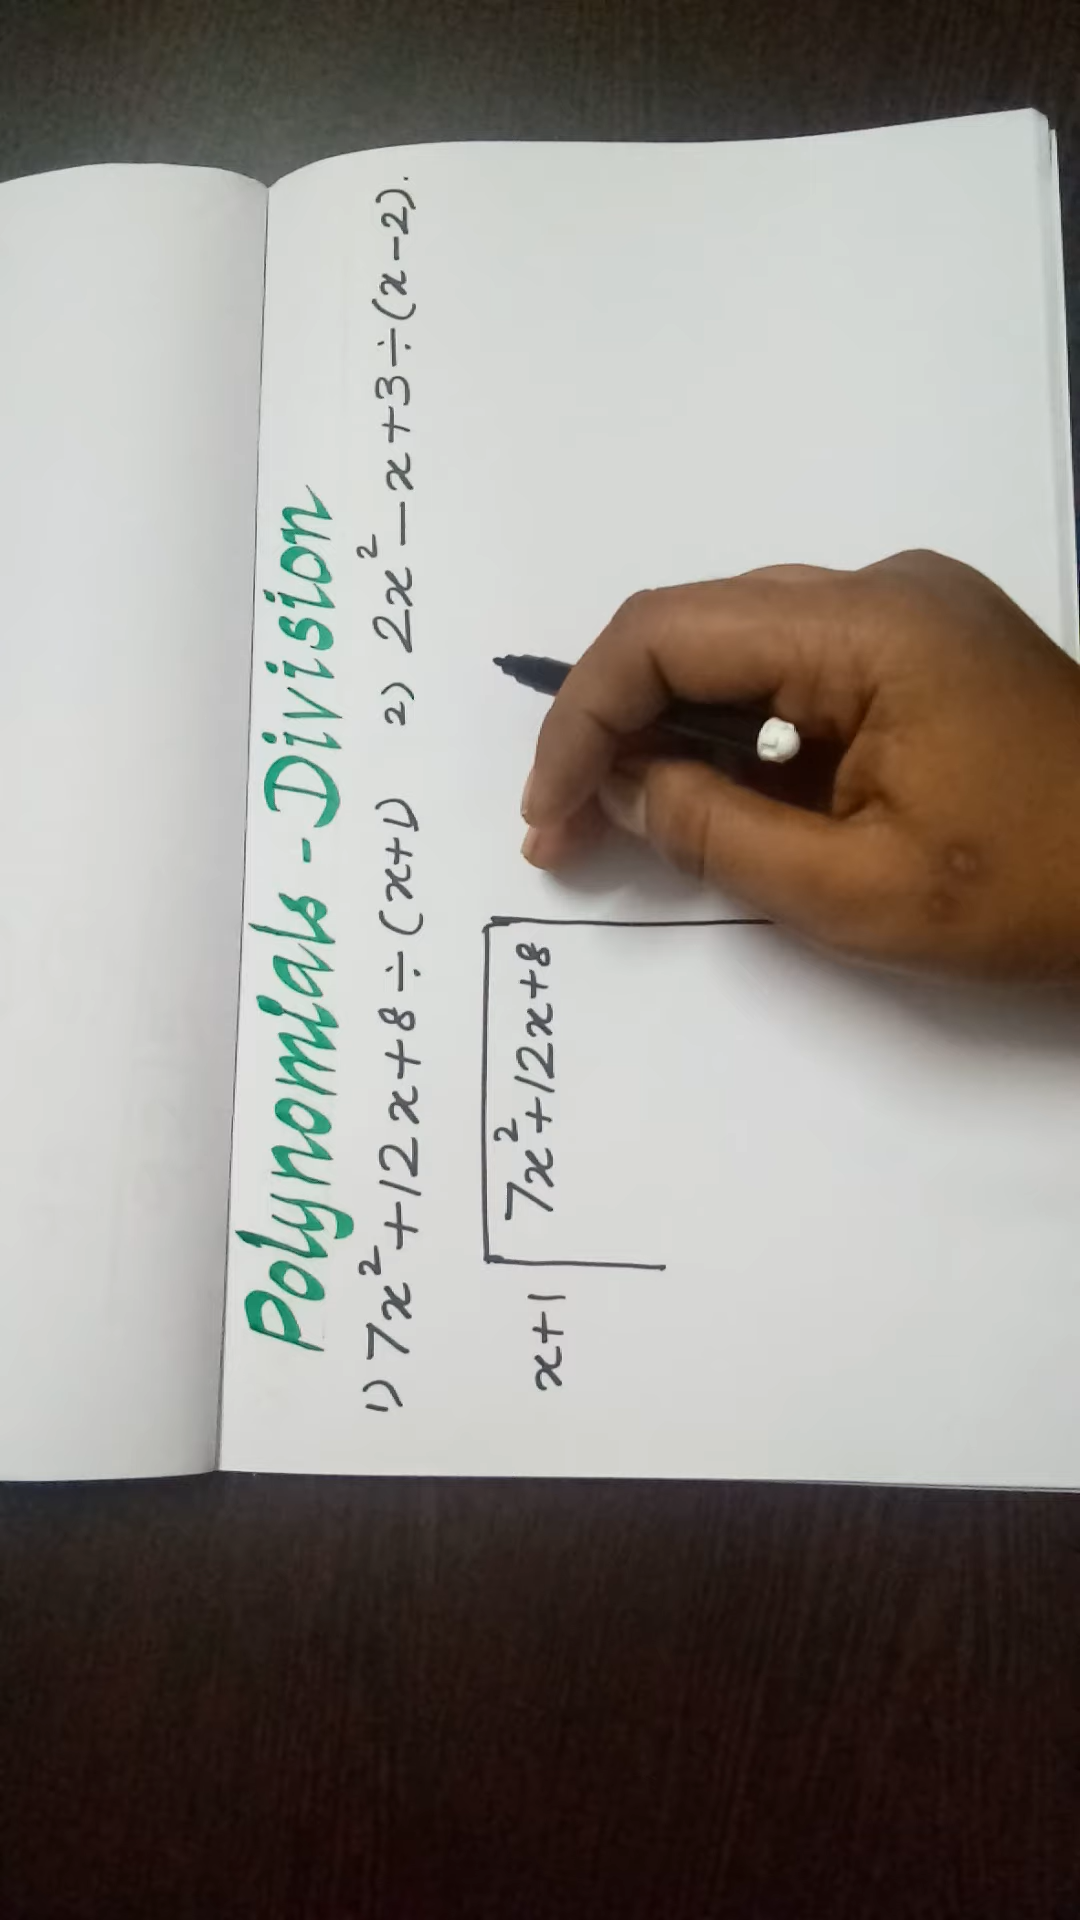 Polynomials - Division
1) 7x²+12x+8÷(x+1) 2) 2x²-x+3÷(x-2).
x+1 7x²+12x+8